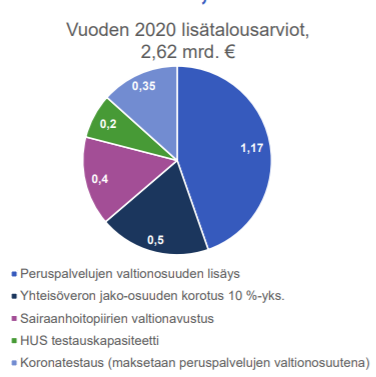 Vuoden 2020 lisätalousarviot,
2,62 mrd. €
0,35
0,2
1,17
0,4
0,5
Peruspalvelujen valtionosuuden lisäys
Yhteisöveron jako-osuuden korotus 10 %-yks.
Sairaanhoitopiirien valtionavustus
HUS testauskapasiteetti
Koronatestaus (maksetaan peruspalvelujen valtionosuutena)